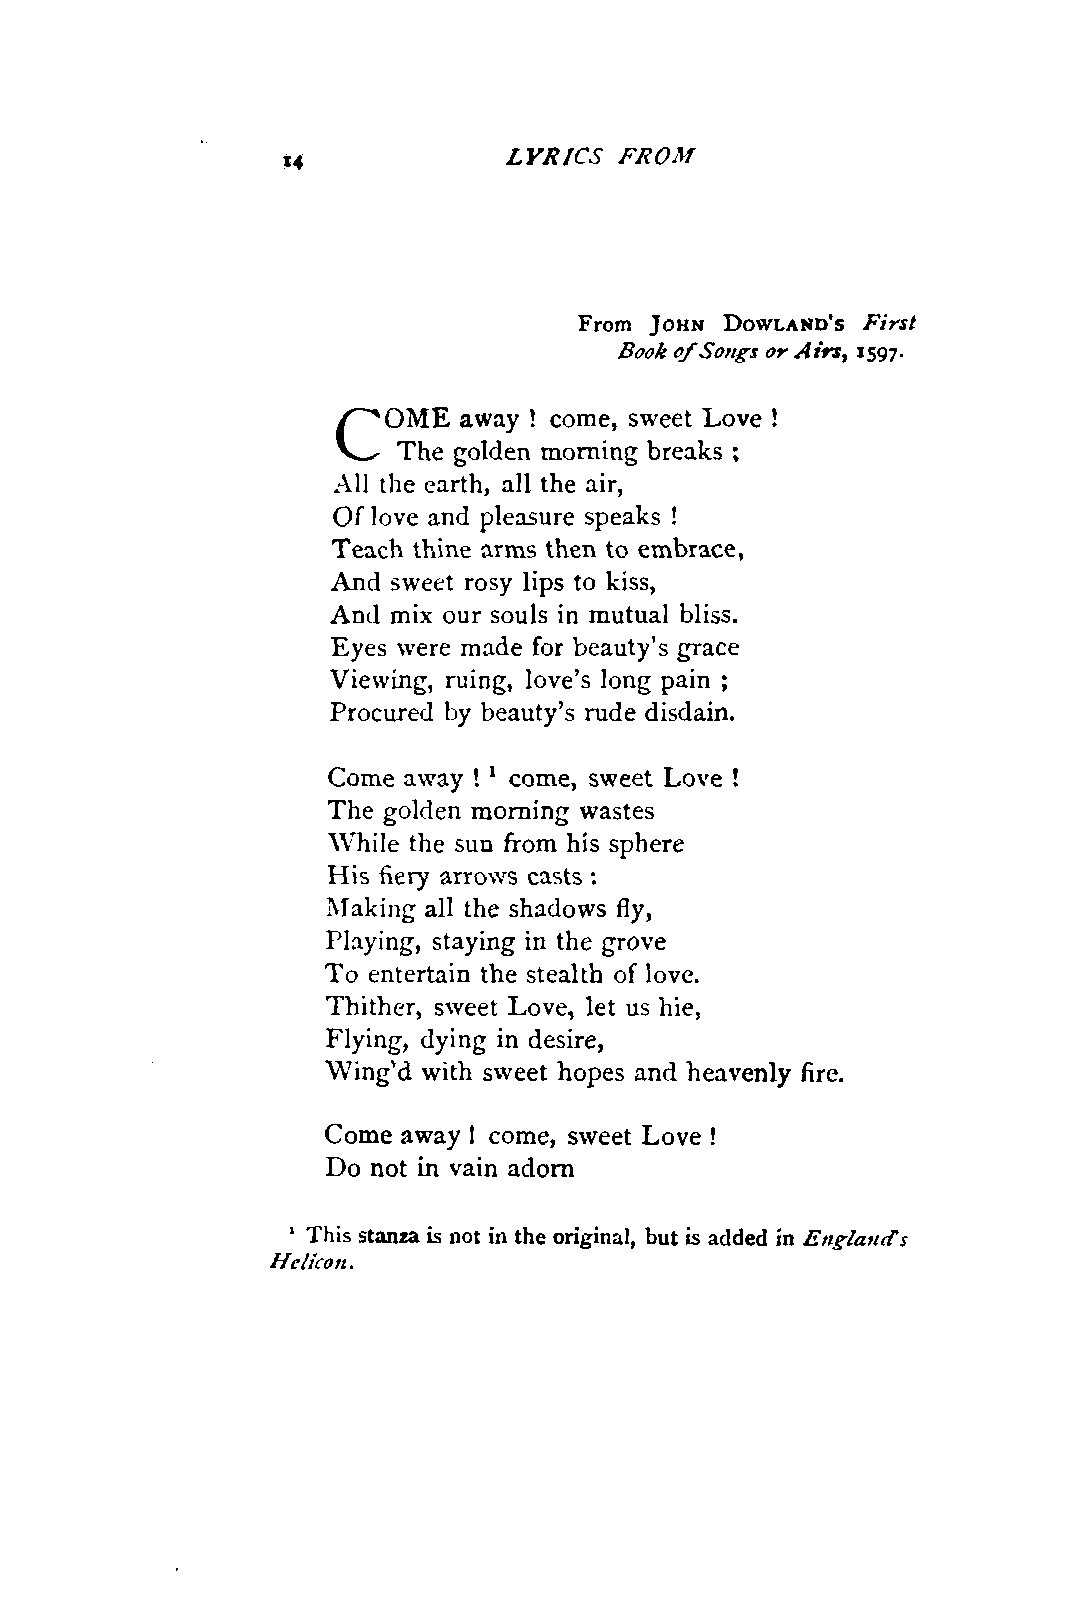 14 LYRICS FROM
From JOHN DOWLAND'S First
Book of Songs or Airs, 1597.
COME away ! come, sweet Love !
The golden morning breaks ;
All the earth, all the air,
Of love and pleasure speaks !
Teach thine arms then to embrace,
And sweet rosy lips to kiss,
And mix our souls in mutual bliss.
Eyes were made for beauty's grace
Viewing, ruing, love's long pain ;
Procured by beauty's rude disdain.
Come away ! ¹ come, sweet Love !
The golden morning wastes
While the sun from his sphere
His fiery arrows casts :
Making all the shadows fly,
Playing, staying in the grove
To entertain the stealth of love.
Thither, sweet Love, let us hie,
Flying, dying in desire,
Wing'd with sweet hopes and heavenly fire.
Come away ! come, sweet Love !
Do not in vain adorn
¹ This stanza is not in the original, but is added in England's
Helicon.